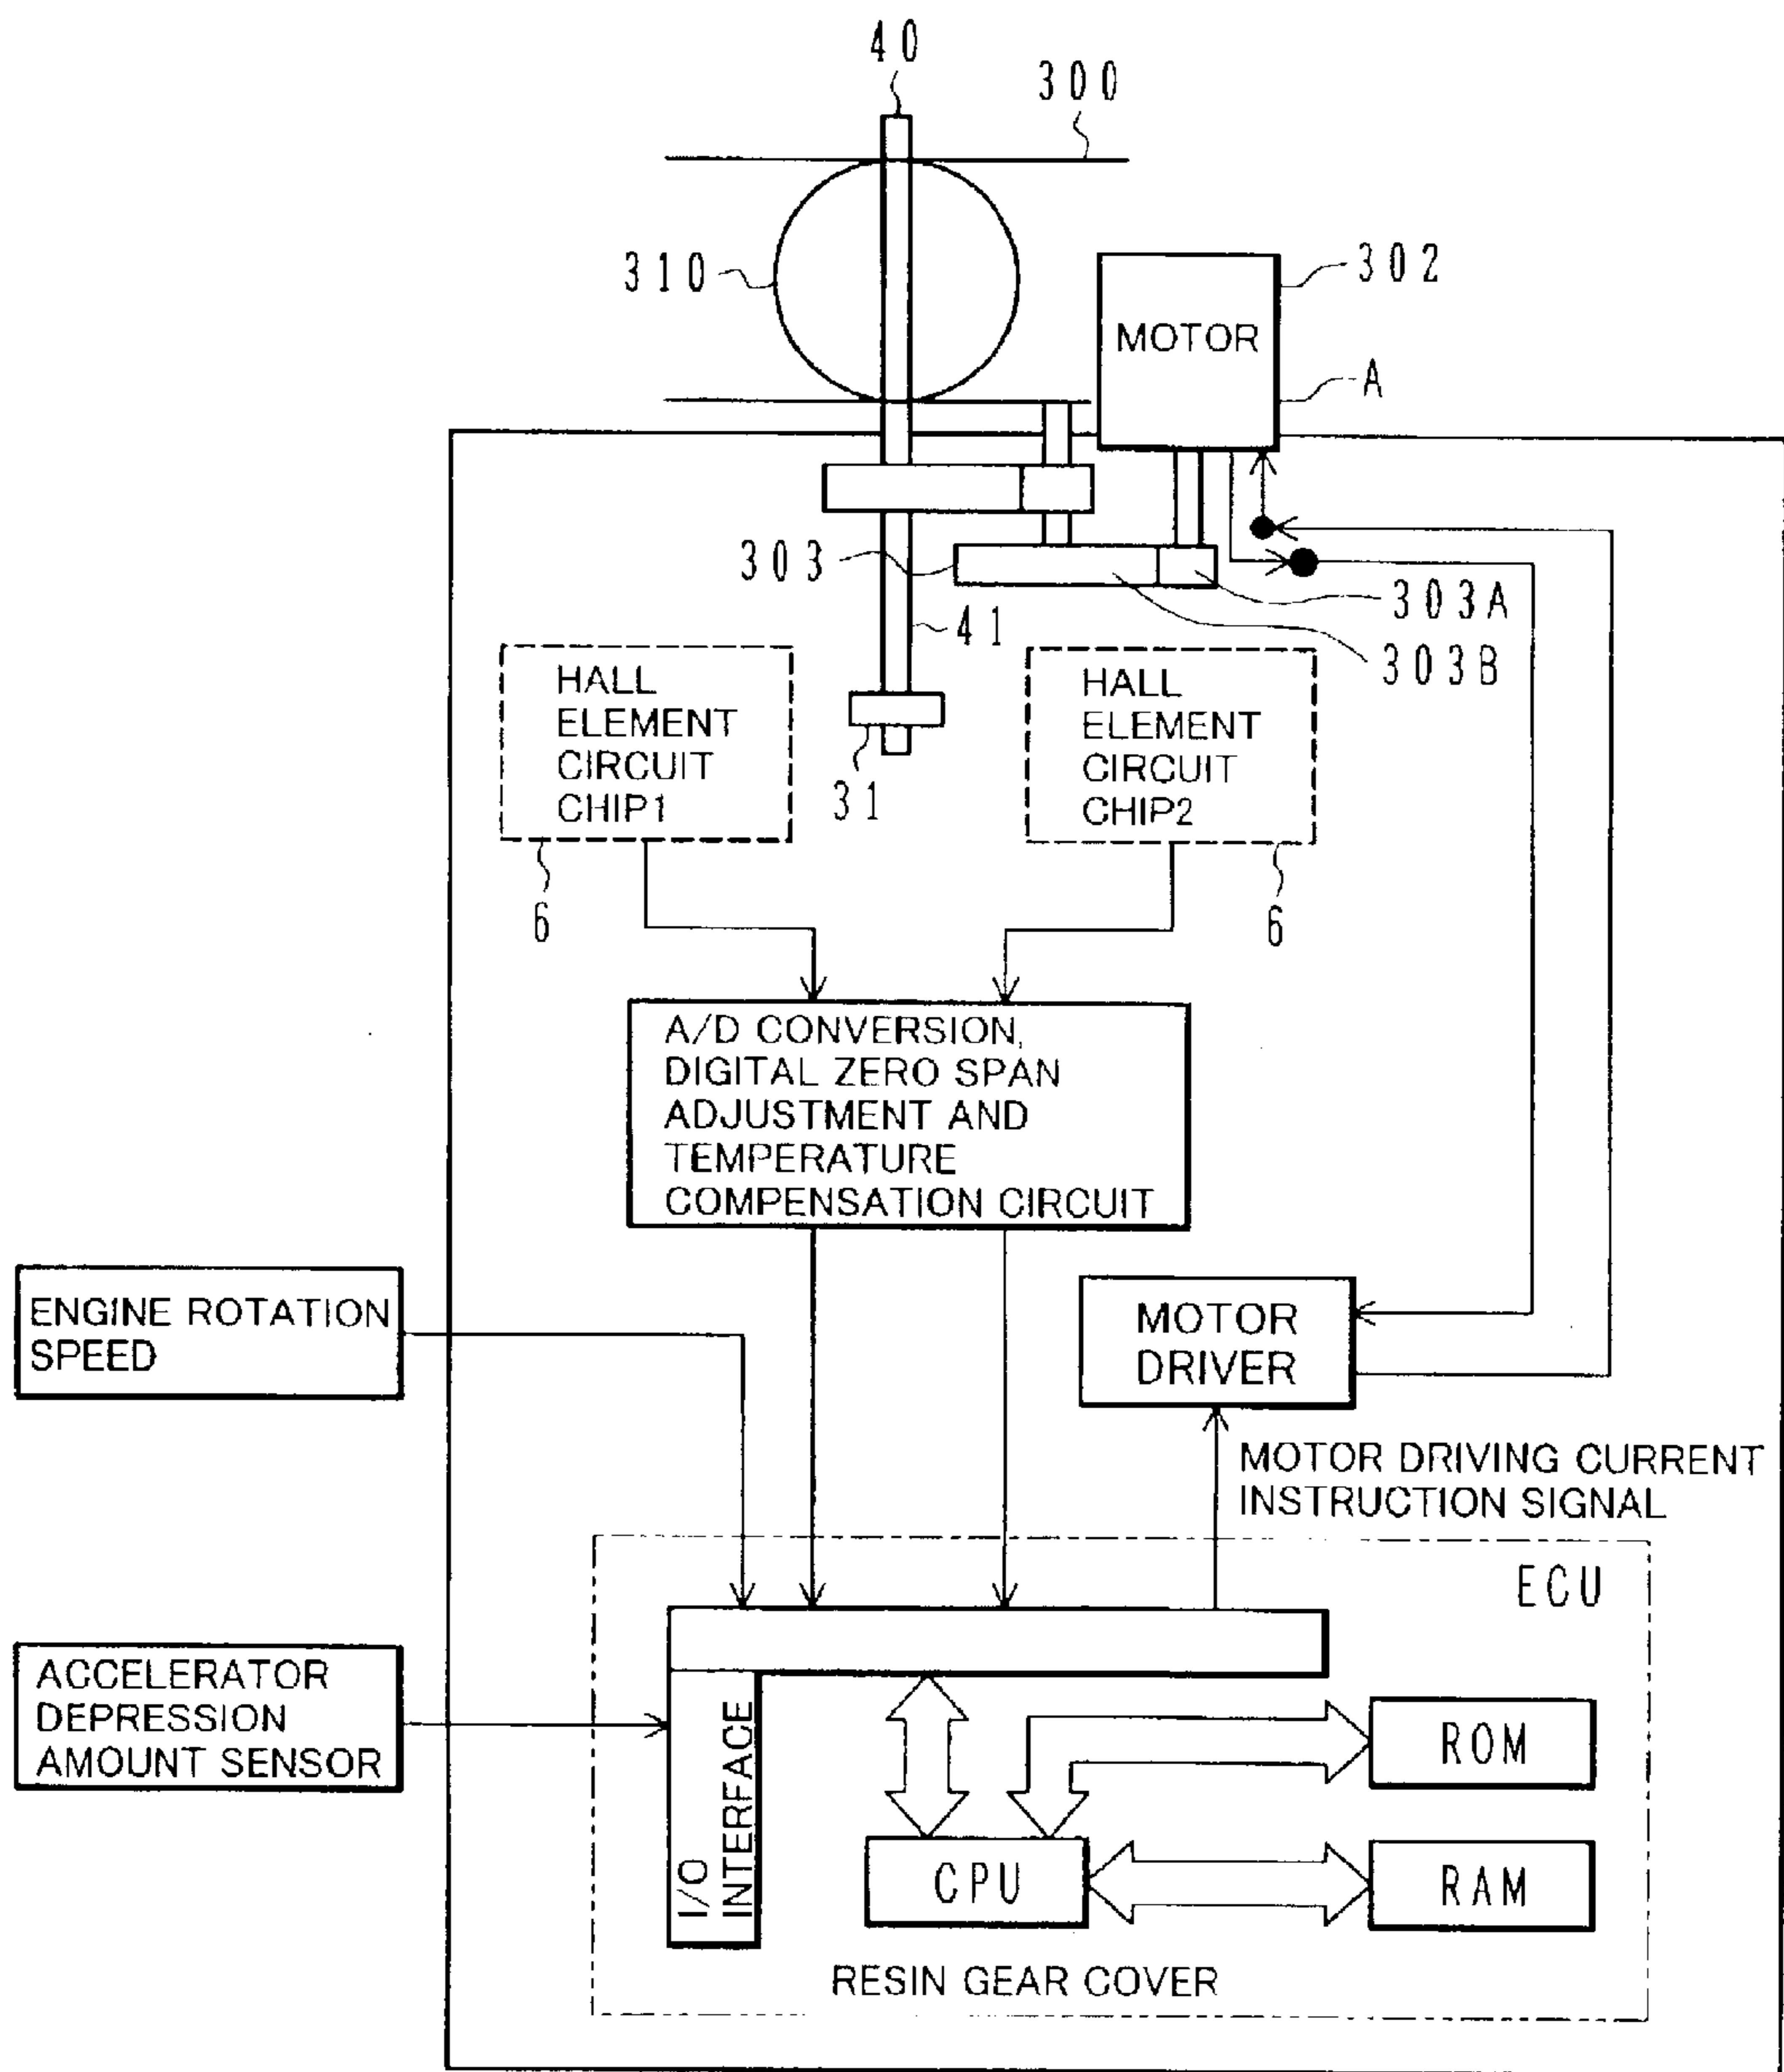 40
300
310
302
MOTOR
A
303
303A
303B
41
HALL
ELEMENT
CIRCUIT
CHIP1
HALL
ELEMENT
CIRCUIT
CHIP2
31
6
6
A/D CONVERSION,
DIGITAL ZERO SPAN
ADJUSTMENT AND
TEMPERATURE
COMPENSATION CIRCUIT
ENGINE ROTATION
SPEED
MOTOR
DRIVER
MOTOR DRIVING CURRENT
INSTRUCTION SIGNAL
ECU
ACCELERATOR
DEPRESSION
AMOUNT SENSOR
I/O
INTERFACE
ROM
CPU
RAM
RESIN GEAR COVER